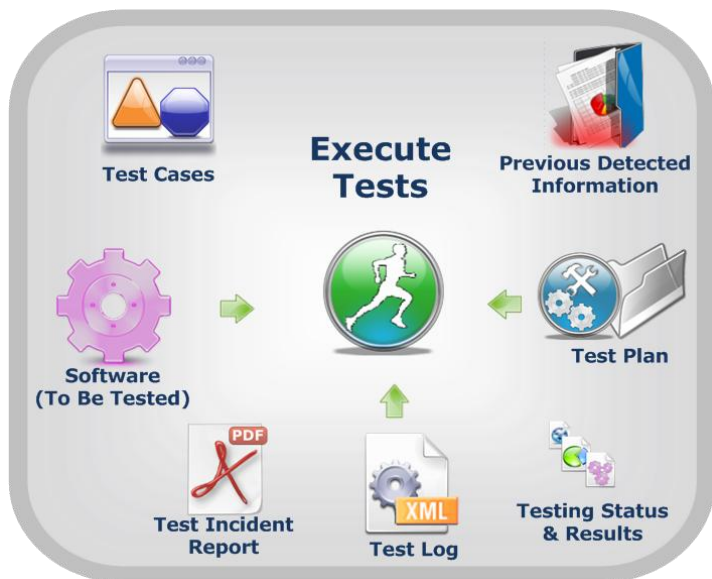 Execute
Tests
Test Cases
Previous Detected
Information
Software
(To Be Tested)
Test Plan
PDF
Test Incident
Report
XML
Test Log
Testing Status
& Results